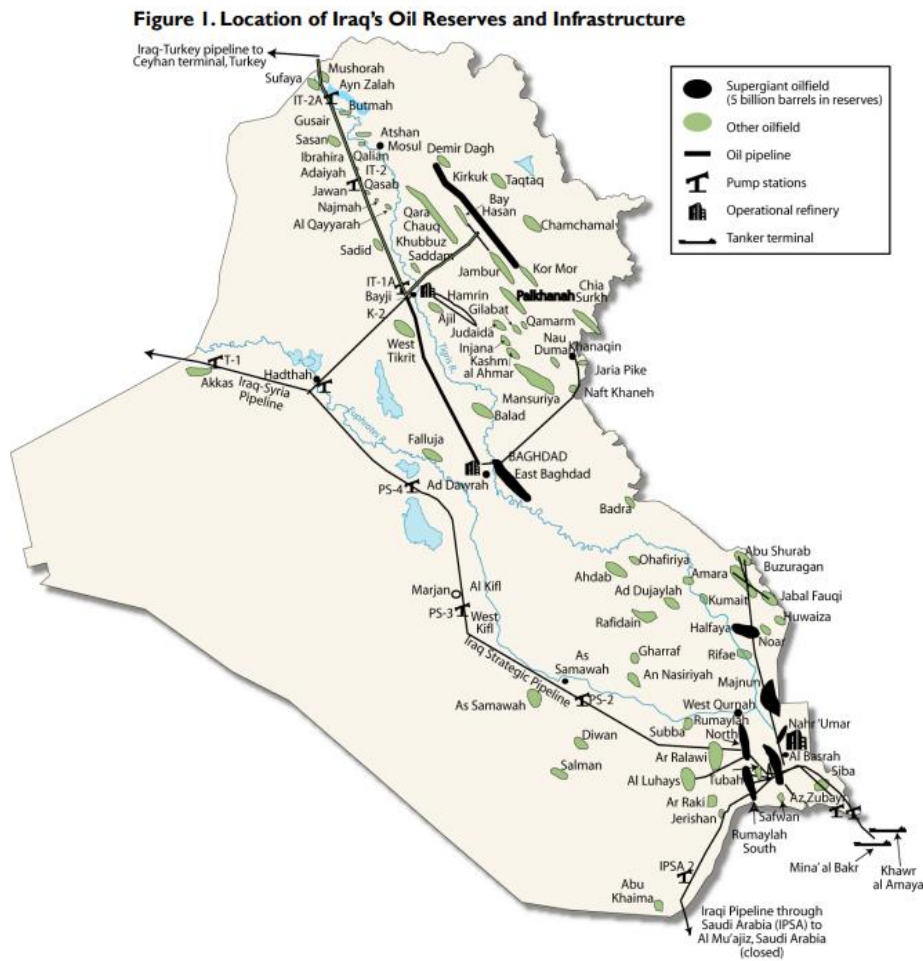 Figure 1. Location of Iraq's Oil Reserves and Infrastructure
Iraq-Turkey pipeline to
Ceyhan terminal, Turkey
Supergiant oilfield
(5 billion barrels in reserves)
Other oilfield
Oil pipeline
Pump stations
Operational refinery
Tanker terminal
Mushorah
Sufaya
Ayn Zalah
IT-2A
Butmah
Gusair
Sasan
Atshan
Mosul
Ibrahira
Qalian
Adaiyah
IT-2
Jawan
Qasab
Najmah
Al Qayyarah
Demir Dagh
Kirkuk
Taqtaq
Bay
Hasan
Qara
Chauq
Chamchamal
Khubbuz
Saddam
Sadid
Jambur
Kor Mor
IT-1A
Bayji
K-2
Hamrin
Palkhanah
Chia
Surkh
Gilabat
Ajil
Judaida
Qamarm
West
Tikrit
Injana
Kashm
al Ahmar
Nau
Duman
Khanaqin
Jaria Pike
Naft Khaneh
Mansuriya
Tigris R.
T-1
Akkas
Hadthah
Iraq-Syria
Pipeline
Euphrates R.
Balad
Falluja
BAGHDAD
East Baghdad
Ad Dawrah
PS-4
Badra
Marjan
Al Kifl
PS-3
West
Kifl
Abu Shurab
Buzuragan
Ohafiriya
Ahdab
Amara
Ad Dujaylah
Kumait
Jabal Fauqi
Huwaiza
Rafidain
Halfaya
Noar
Gharraf
Rifae
As
Samawah
An Nasiriyah
Majnun
Iraq Strategic Pipeline
PS-2
As Samawah
West Qurnah
Subba
Rumaylah
North
Nahr 'Umar
Diwan
Ar Ralawi
Al Basrah
Salman
Al Luhays
Tubah
Siba
Ar Raki
Az Zubayr
Jerishan
Safwan
Rumaylah
South
Mina' al Bakr
Khawr
al Amaya
IPSA 2
Abu
Khaima
Iraqi Pipeline through
Saudi Arabia (IPSA) to
Al Mu'ajiz, Saudi Arabia
(closed)